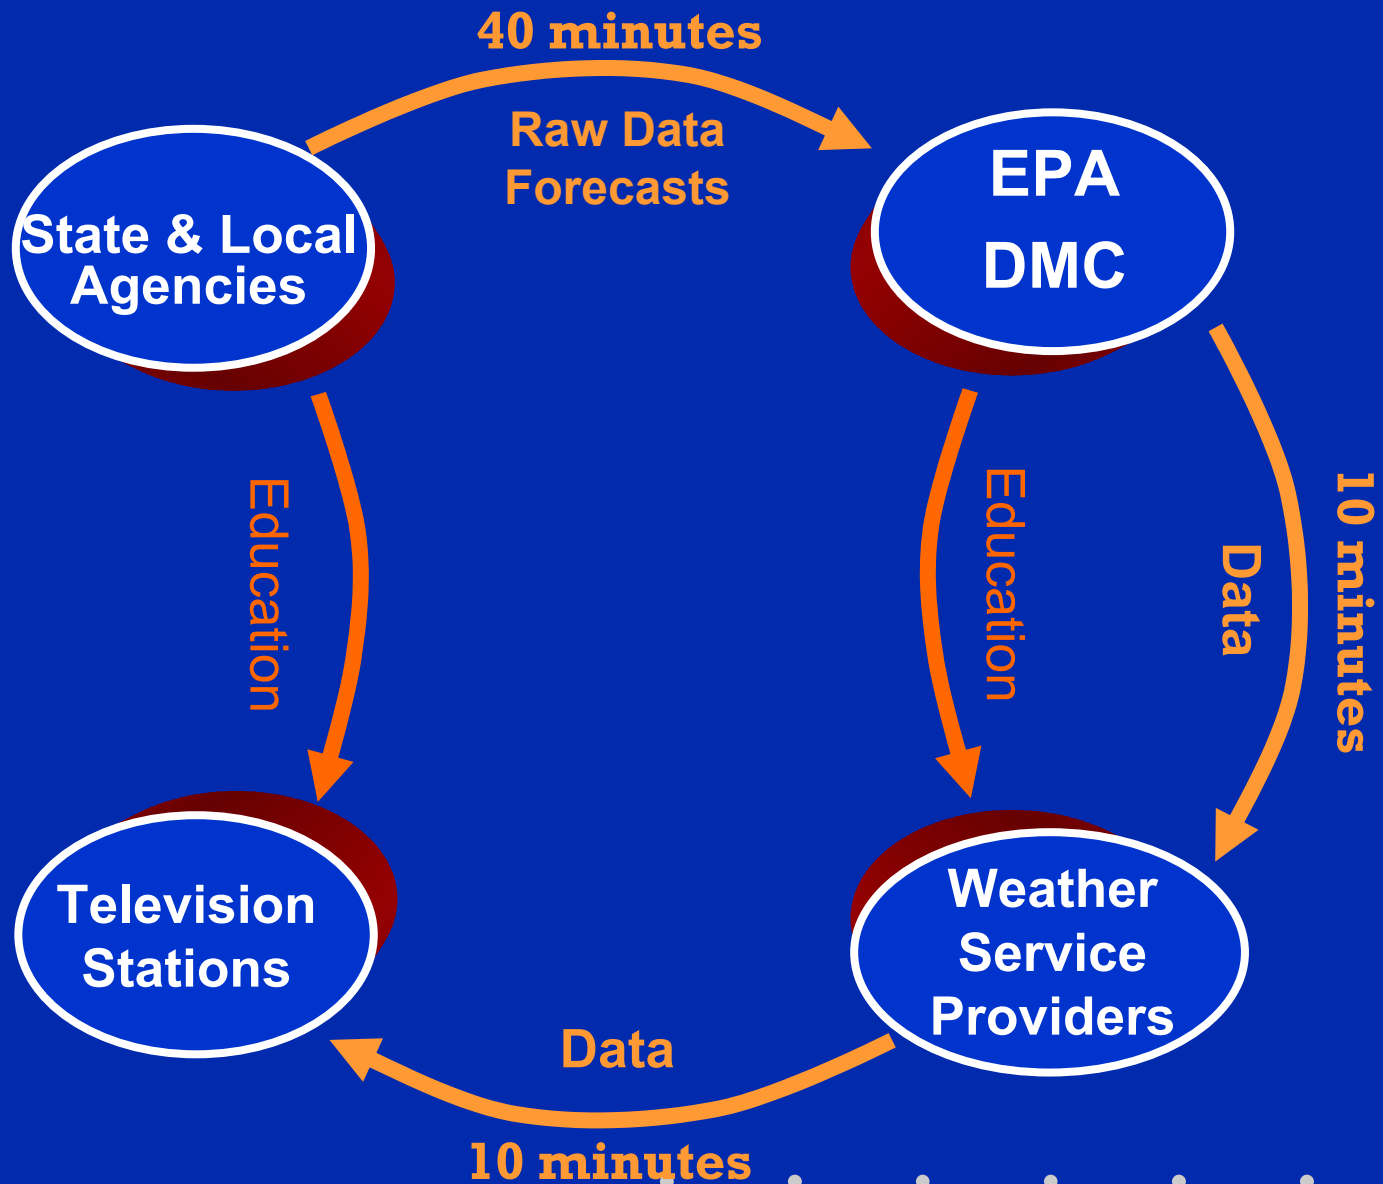 40 minutes
Raw Data
Forecasts
State & Local
Agencies
EPA
DMC
Education
Education
Data
10 minutes
Television
Stations
Weather
Service
Providers
Data
10 minutes